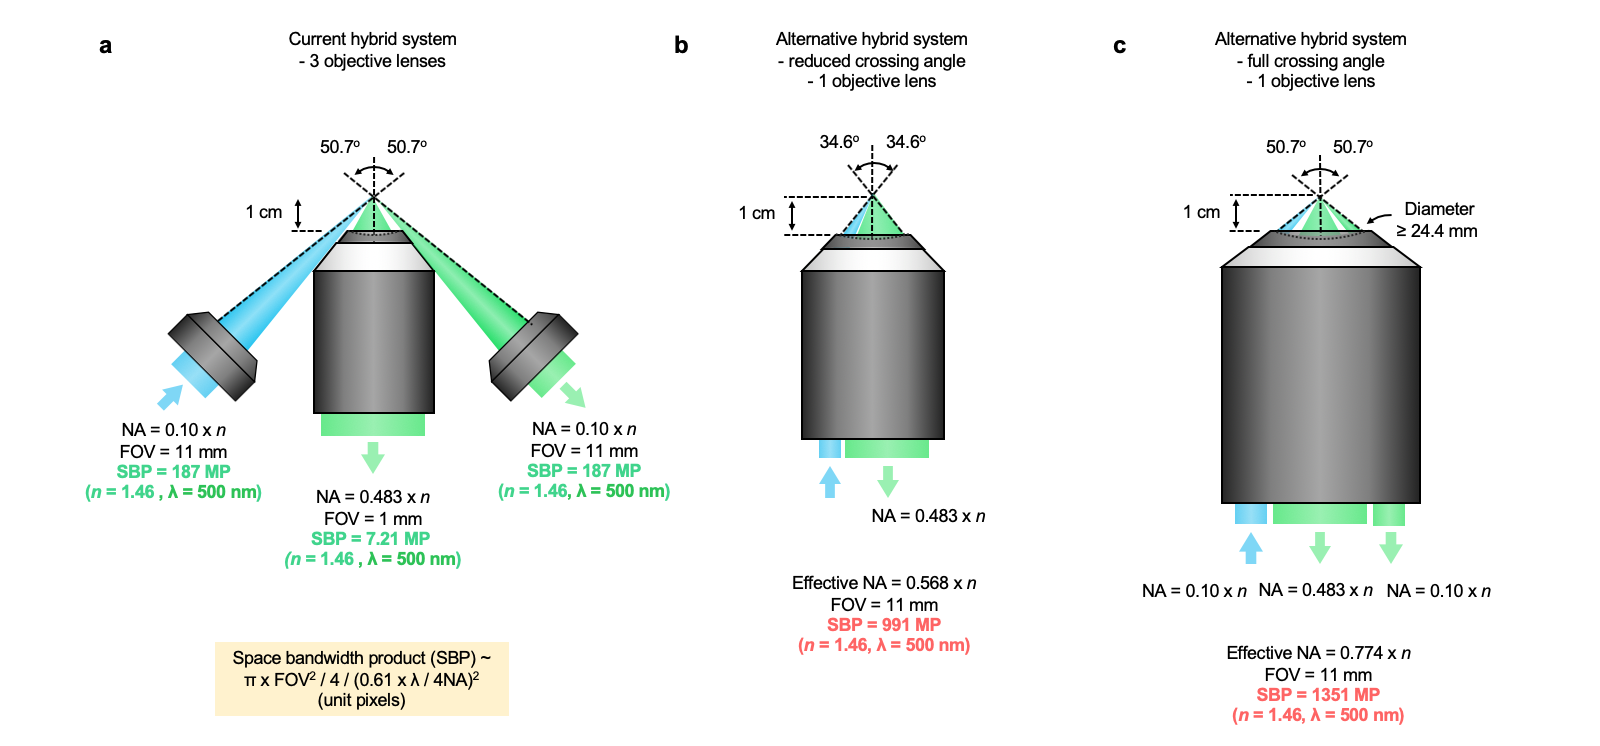 a
Current hybrid system
- 3 objective lenses
50.7º 50.7º
1 cm
NA = 0.10 x n
FOV = 11 mm
SBP = 187 MP
(n = 1.46 , λ = 500 nm)
NA = 0.483 x n
FOV = 1 mm
SBP = 7.21 MP
(n = 1.46 , λ = 500 nm)
NA = 0.10 x n
FOV = 11 mm
SBP = 187 MP
(n = 1.46, λ = 500 nm)
Space bandwidth product (SBP) ~
π x FOV² / 4 / (0.61 x λ / 4NA)²
(unit pixels)
b
Alternative hybrid system
- reduced crossing angle
- 1 objective lens
34.6º 34.6º
1 cm
NA = 0.483 x n
Effective NA = 0.568 x n
FOV = 11 mm
SBP = 991 MP
(n = 1.46, λ = 500 nm)
c
Alternative hybrid system
- full crossing angle
- 1 objective lens
50.7º 50.7º
1 cm
Diameter
≥ 24.4 mm
NA = 0.10 x n NA = 0.483 x n NA = 0.10 x n
Effective NA = 0.774 x n
FOV = 11 mm
SBP = 1351 MP
(n = 1.46, λ = 500 nm)